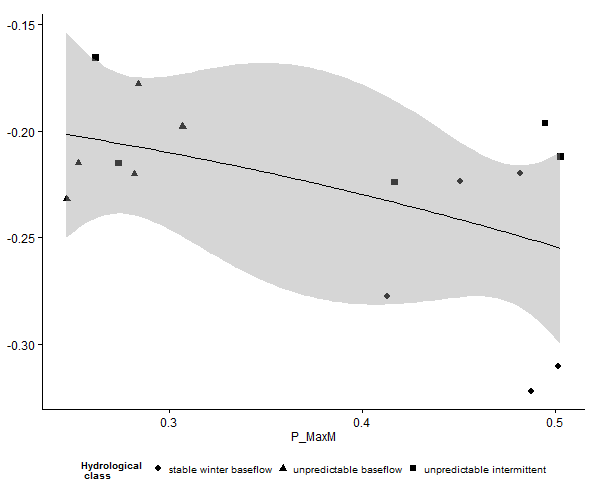 -0.15
-0.20
-0.25
-0.30
0.3 0.4 0.5
P_MaxM
Hydrological
class
stable winter baseflow unpredictable baseflow unpredictable intermittent